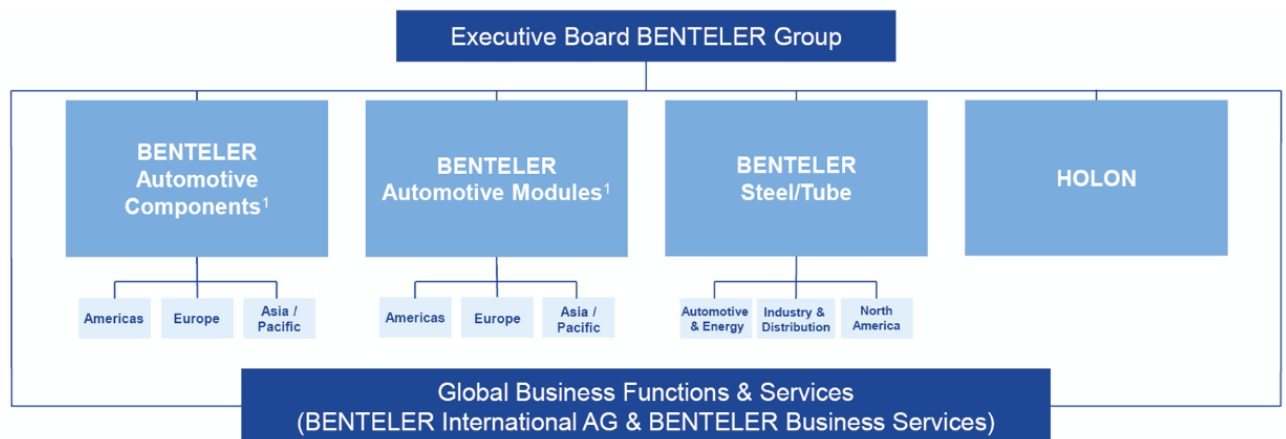 Executive Board BENTELER Group
BENTELER
Automotive
Components¹
BENTELER
Automotive Modules¹
BENTELER
Steel/Tube
HOLON
Americas
Europe
Asia /
Pacific
Americas
Europe
Asia /
Pacific
Automotive
& Energy
Industry &
Distribution
North
America
Global Business Functions & Services
(BENTELER International AG & BENTELER Business Services)